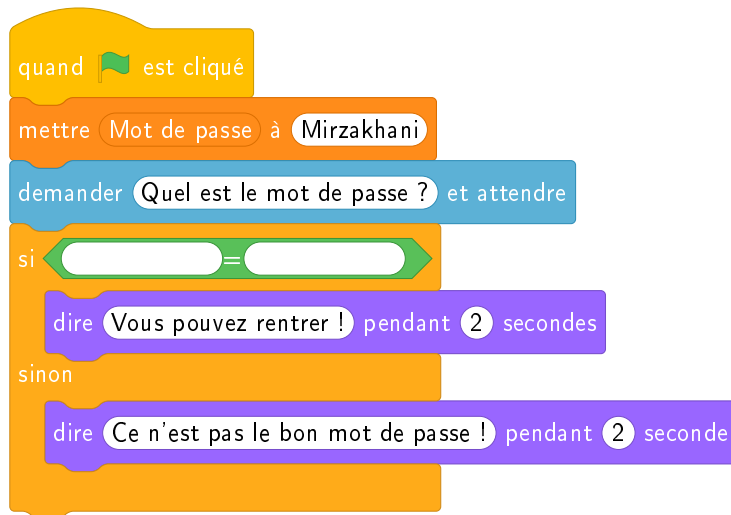 quand est cliqué
mettre Mot de passe à Mirzakhani
demander Quel est le mot de passe ? et attendre
si =
dire Vous pouvez rentrer ! pendant 2 secondes
sinon
dire Ce n'est pas le bon mot de passe ! pendant 2 seconde